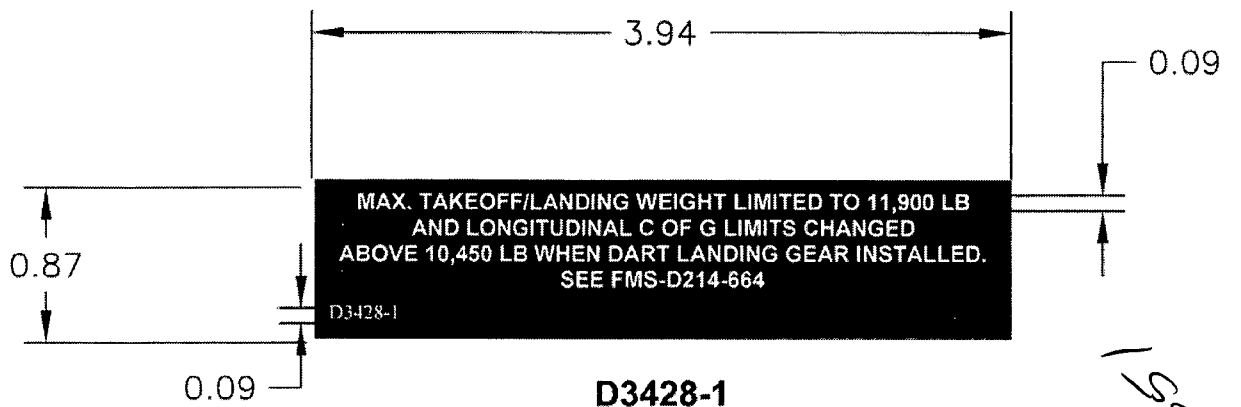 3.94
0.09
MAX. TAKEOFF/LANDING WEIGHT LIMITED TO 11,900 LB
AND LONGITUDINAL C OF G LIMITS CHANGED
ABOVE 10,450 LB WHEN DART LANDING GEAR INSTALLED.
SEE FMS-D214-664
0.87
D3428-1
0.09
D3428-1